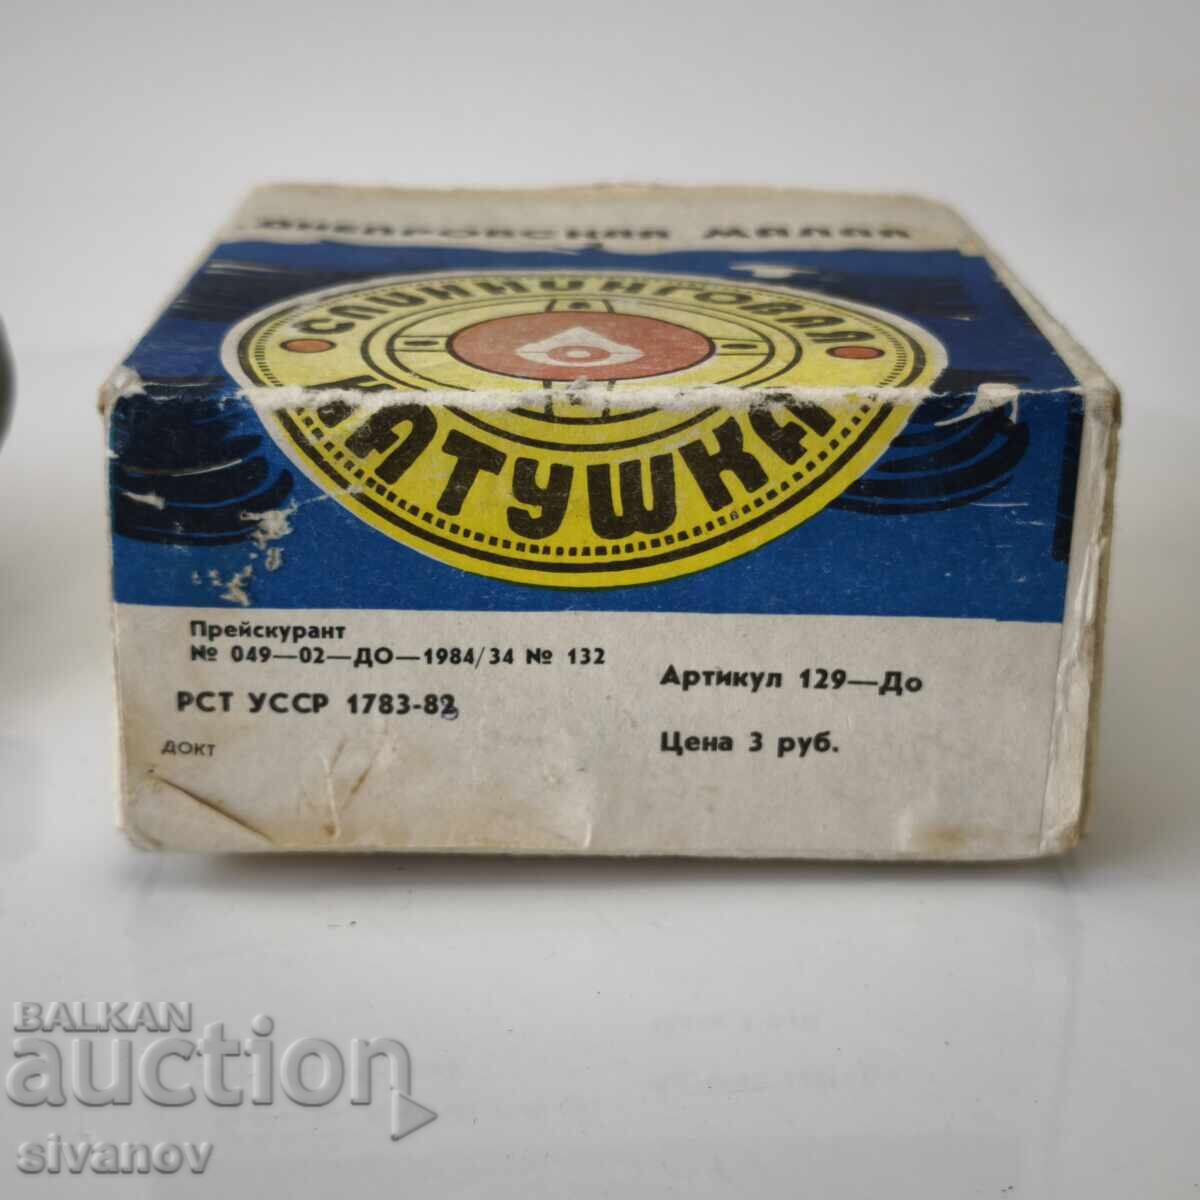 ДНЕПРОВСКАЯ МАЛАЯ
СПИННИНГОВАЯ
КАТУШКА
Прейскурант
№ 049—02—ДО—1984/34 № 132
РСТ УССР 1783-82
ДОКТ
Артикул 129—До
Цена 3 руб.
BALKAN
auction
sivanov